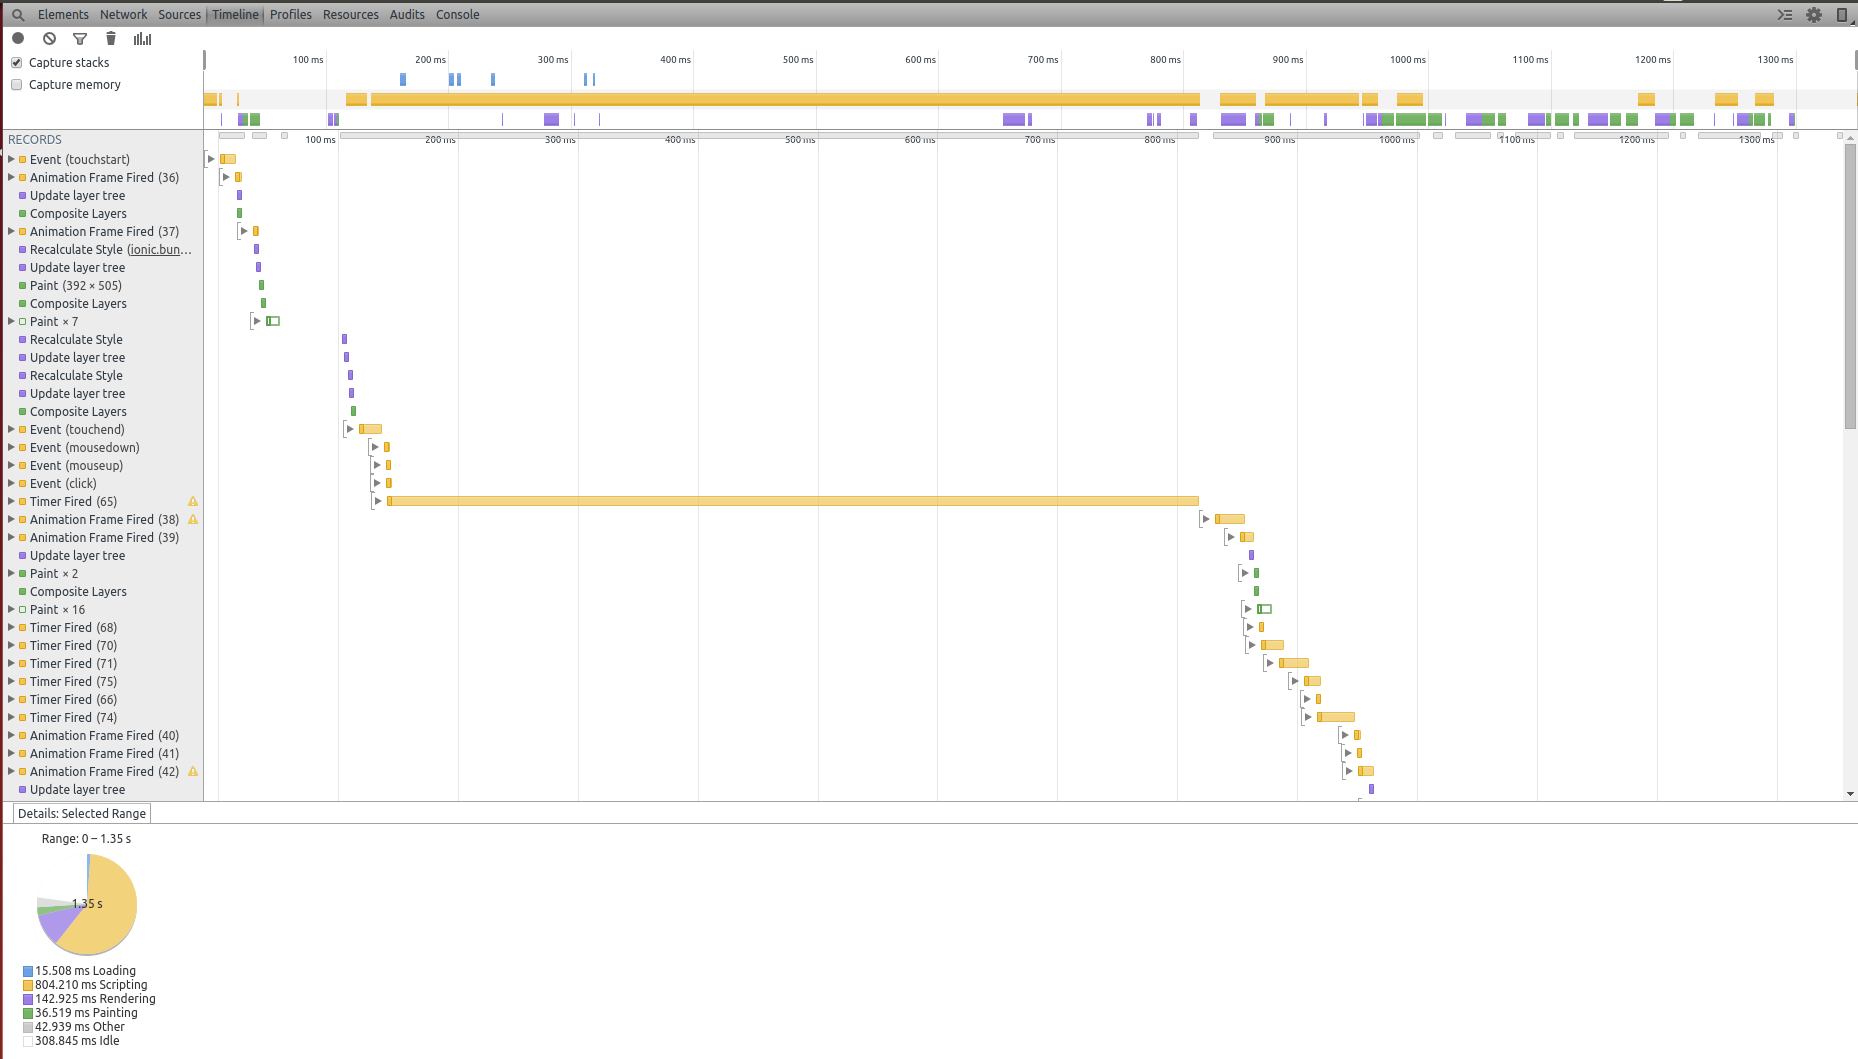 Elements Network Sources Timeline Profiles Resources Audits Console
Capture stacks
Capture memory
100 ms 200 ms 300 ms 400 ms 500 ms 600 ms 700 ms 800 ms 900 ms 1000 ms 1100 ms 1200 ms 1300 ms
RECORDS
100 ms 200 ms 300 ms 400 ms 500 ms 600 ms 700 ms 800 ms 900 ms 1000 ms 1100 ms 1200 ms 1300 ms
Event (touchstart)
Animation Frame Fired (36)
Update layer tree
Composite Layers
Animation Frame Fired (37)
Recalculate Style (ionic.bun…
Update layer tree
Paint (392 × 505)
Composite Layers
Paint × 7
Recalculate Style
Update layer tree
Recalculate Style
Update layer tree
Composite Layers
Event (touchend)
Event (mousedown)
Event (mouseup)
Event (click)
Timer Fired (65)
Animation Frame Fired (38)
Animation Frame Fired (39)
Update layer tree
Paint × 2
Composite Layers
Paint × 16
Timer Fired (68)
Timer Fired (70)
Timer Fired (71)
Timer Fired (75)
Timer Fired (66)
Timer Fired (74)
Animation Frame Fired (40)
Animation Frame Fired (41)
Animation Frame Fired (42)
Update layer tree
Details: Selected Range
Range: 0 – 1.35 s
1.35 s
15.508 ms Loading
804.210 ms Scripting
142.925 ms Rendering
36.519 ms Painting
42.939 ms Other
308.845 ms Idle